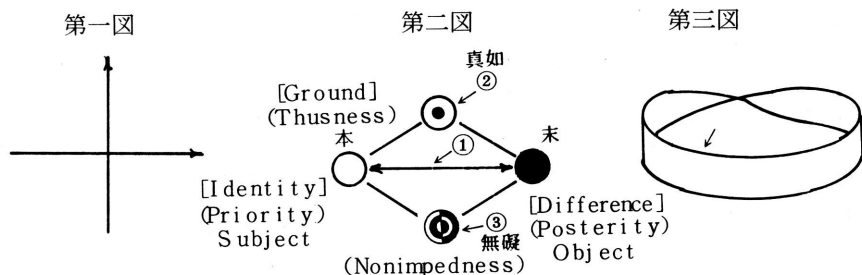 第一図
第二図
第三図
真如
②
[Ground]
(Thusness)
本
末
①
[Identity]
(Priority)
Subject
[Difference]
(Posterity)
Object
③
無礙
(Nonimpedness)